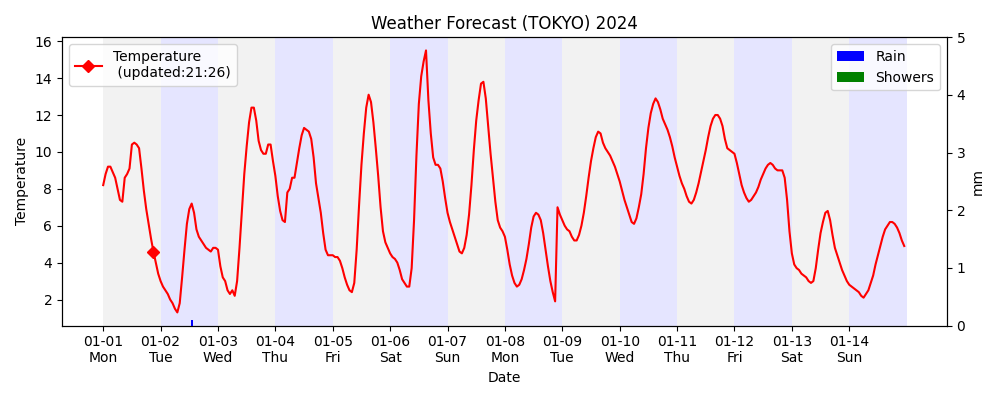 Weather Forecast (TOKYO) 2024
Temperature
(updated:21:26)
Rain
Showers
16
14
12
10
8
6
4
2
Temperature
5
4
3
2
1
0
mm
01-01 01-02 01-03 01-04 01-05 01-06 01-07 01-08 01-09 01-10 01-11 01-12 01-13 01-14
Mon Tue Wed Thu Fri Sat Sun Mon Tue Wed Thu Fri Sat Sun
Date